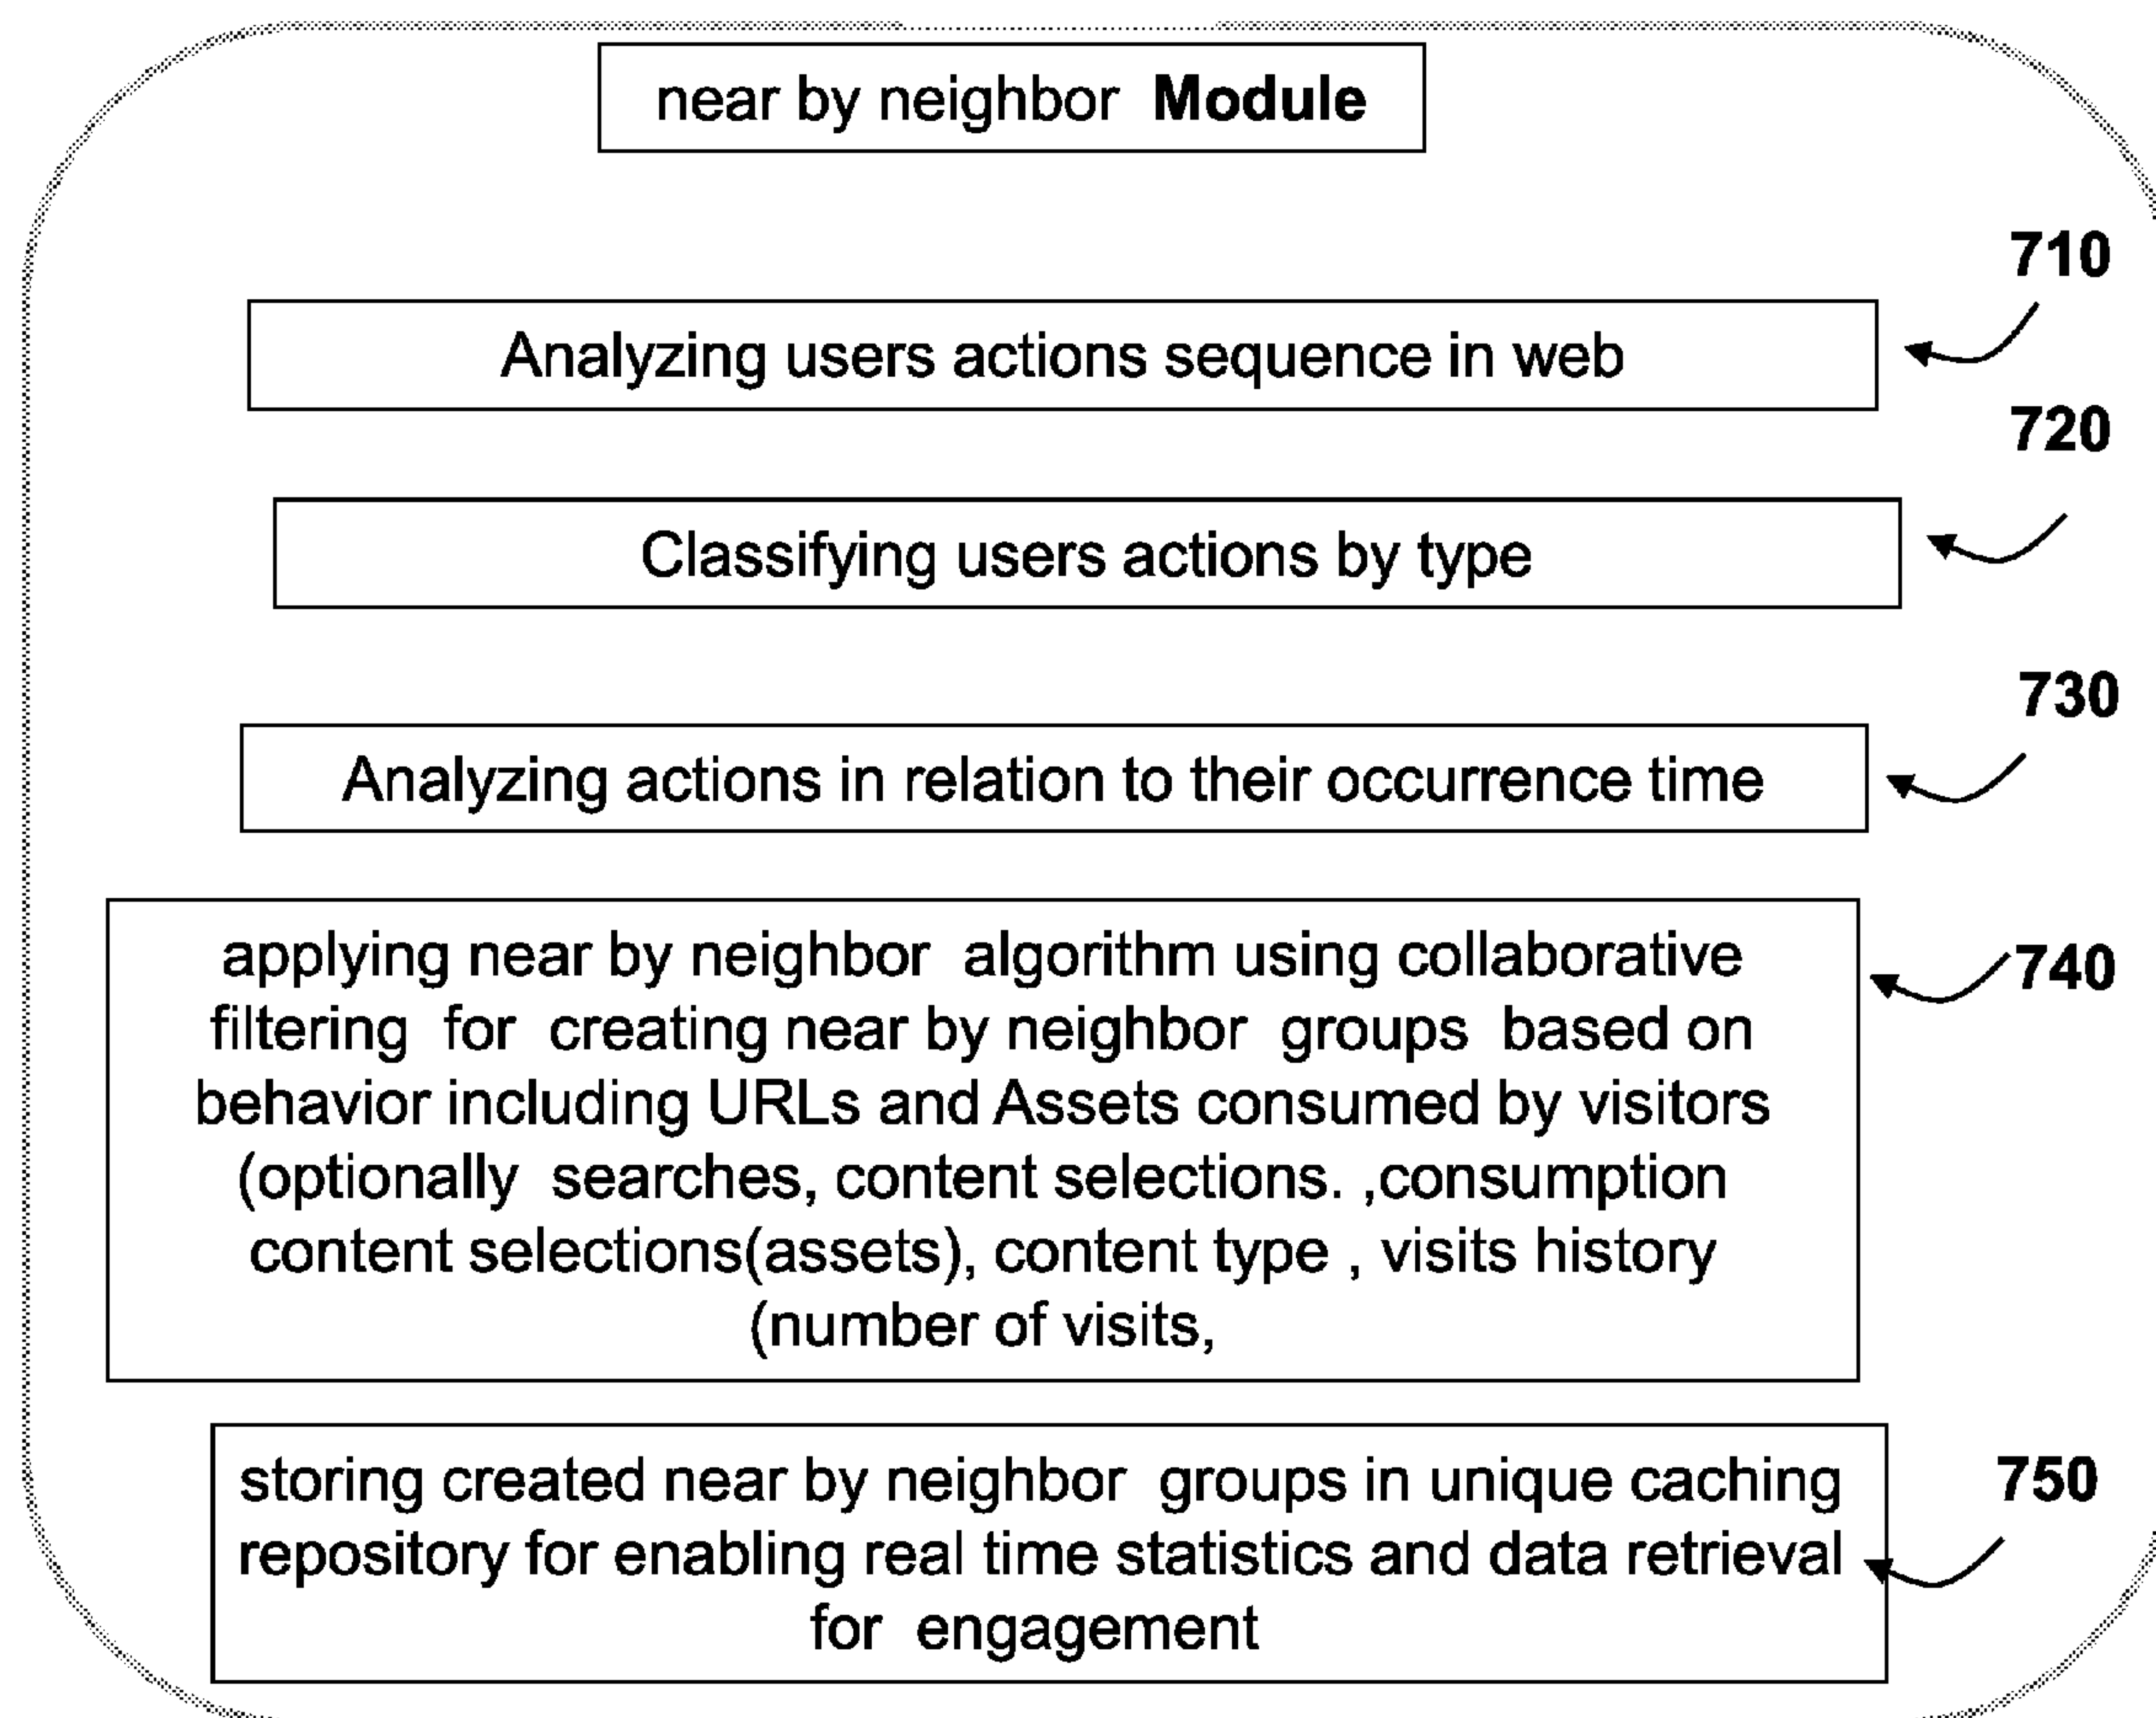 near by neighbor Module
710
Analyzing users actions sequence in web
720
Classifying users actions by type
730
Analyzing actions in relation to their occurrence time
applying near by neighbor algorithm using collaborative
740
filtering for creating near by neighbor groups based on
behavior including URLs and Assets consumed by visitors
(optionally searches, content selections. ,consumption
content selections(assets), content type , visits history
(number of visits,
storing created near by neighbor groups in unique caching
750
repository for enabling real time statistics and data retrieval
for engagement